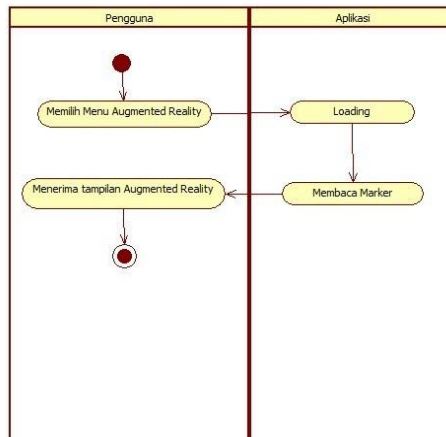 Pengguna
Aplikasi
Memilih Menu Augmented Reality
Loading
Menerima tampilan Augmented Reality
Membaca Marker